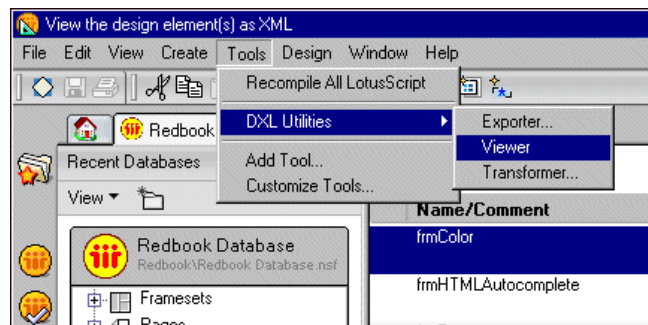 View the design element(s) as XML
File Edit View Create Tools Design Window Help
Recompile All LotusScript
DXL Utilities
Add Tool...
Customize Tools...
Exporter...
Viewer
Transformer...
Redbook
Recent Databases
View
Redbook Database
Redbook\Redbook Database.nsf
Framesets
Pages
Name/Comment
frmColor
frmHTMLAutocomplete